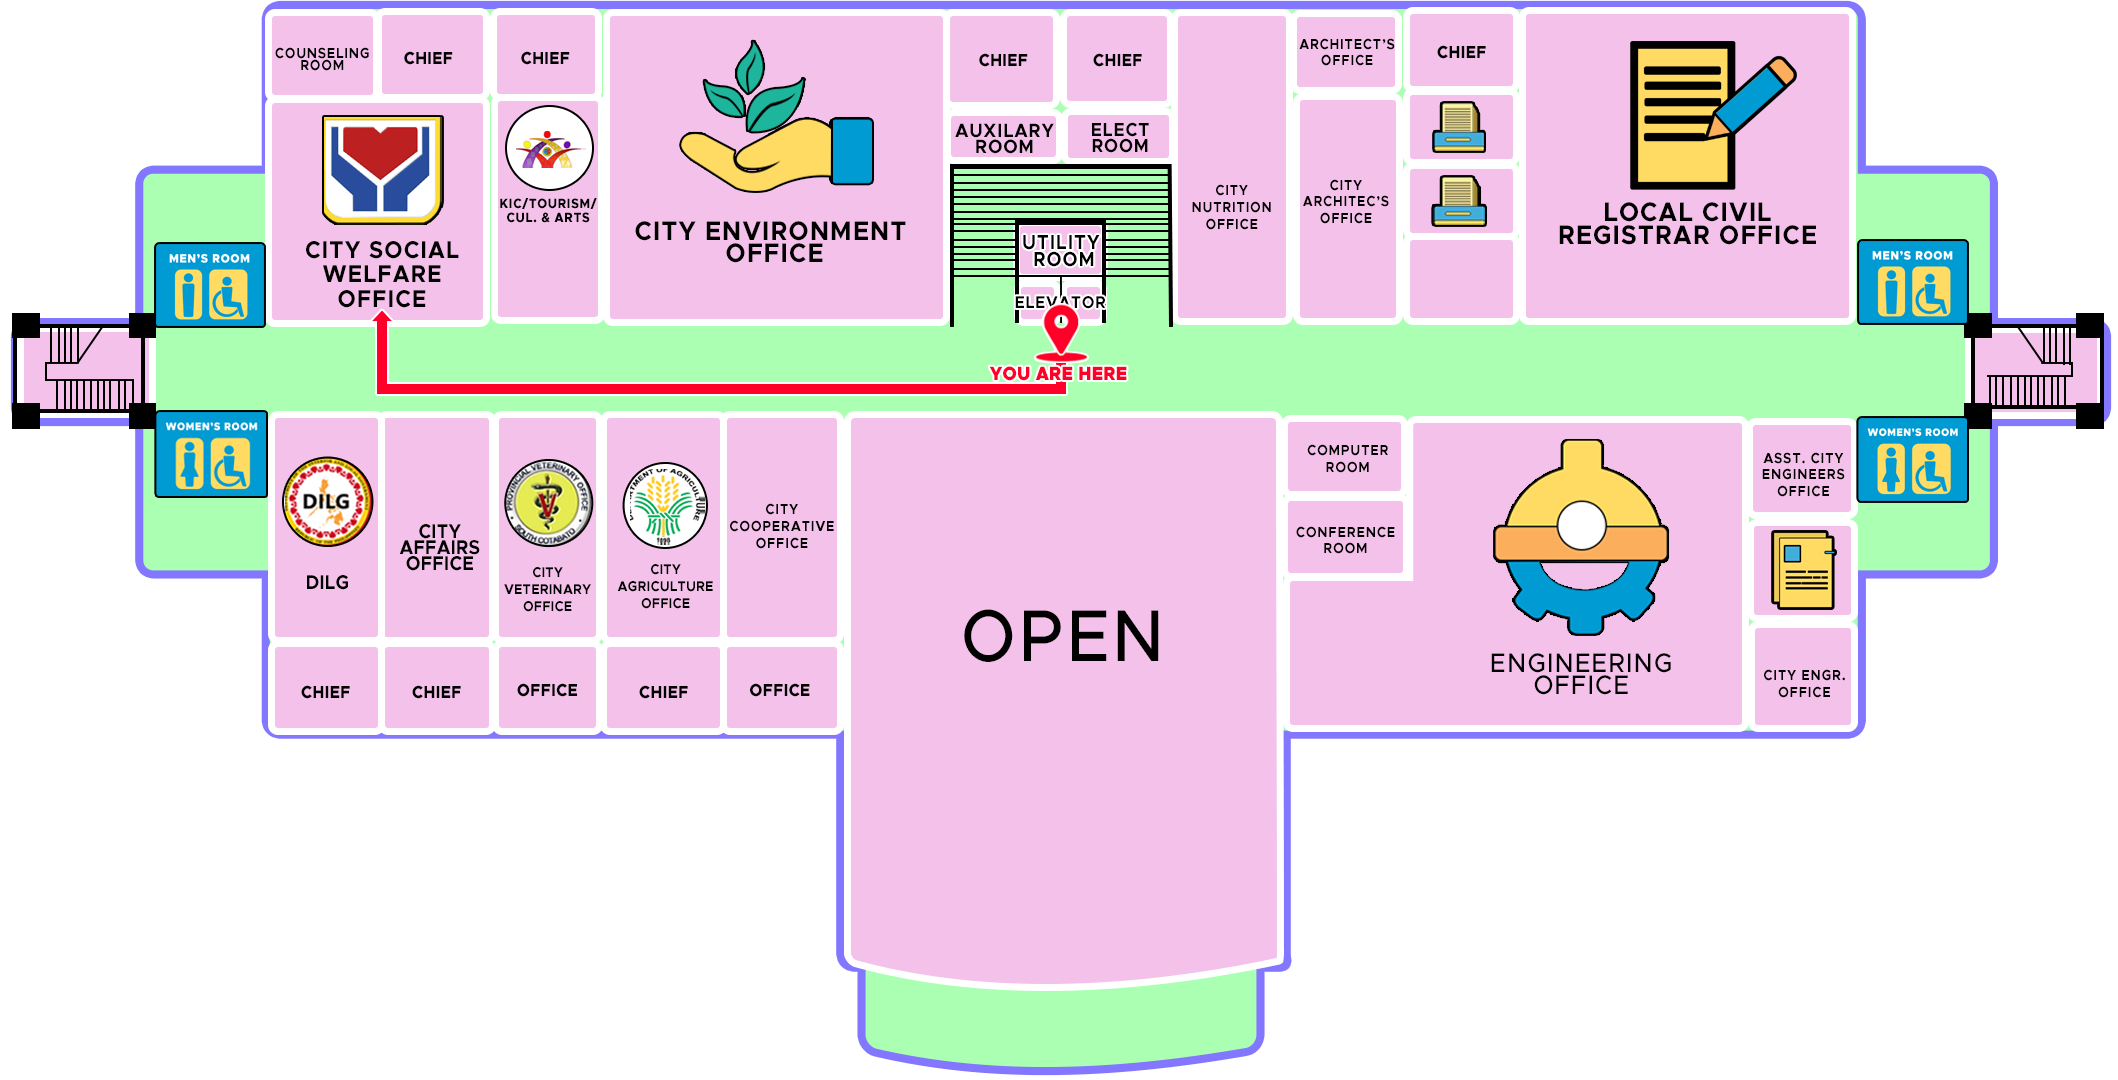 COUNSELING
ROOM
CHIEF
CHIEF
CHIEF
CHIEF
ARCHITECT'S
OFFICE
CHIEF
AUXILARY
ROOM
ELECT
ROOM
KIC/TOURISM/
CUL. & ARTS
CITY SOCIAL
WELFARE
OFFICE
CITY ENVIRONMENT
OFFICE
UTILITY
ROOM
ELEVATOR
CITY
NUTRITION
OFFICE
CITY
ARCHITEC'S
OFFICE
LOCAL CIVIL
REGISTRAR OFFICE
MEN'S ROOM
MEN'S ROOM
YOU ARE HERE
WOMEN'S ROOM
WOMEN'S ROOM
DILG
DILG
CITY
AFFAIRS
OFFICE
PROVINCIAL VETERINARY OFFICE
SOUTH COTABATO
V
CITY
VETERINARY
OFFICE
DEPARTMENT OF AGRICULTURE
CITY
AGRICULTURE
OFFICE
CITY
COOPERATIVE
OFFICE
OPEN
COMPUTER
ROOM
CONFERENCE
ROOM
ENGINEERING
OFFICE
ASST. CITY
ENGINEERS
OFFICE
CITY ENGR.
OFFICE
CHIEF
CHIEF
OFFICE
CHIEF
OFFICE